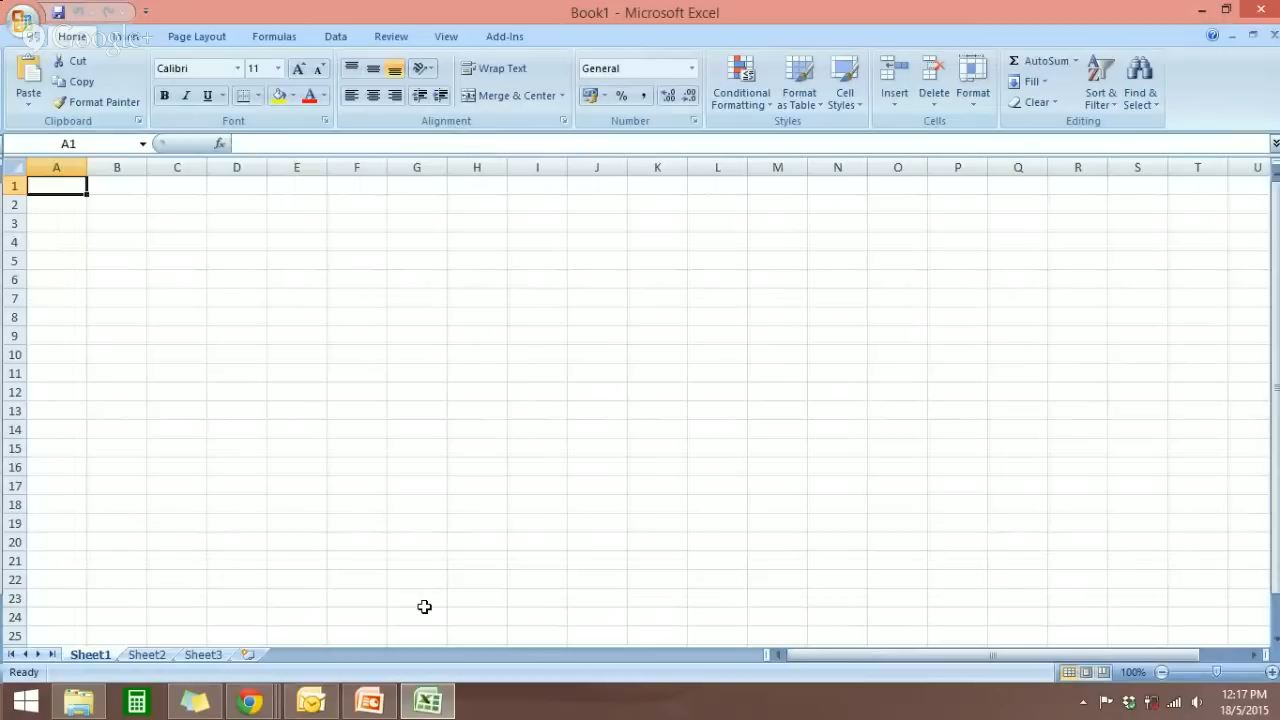 Book1 - Microsoft Excel
Google+
Home Insert Page Layout Formulas Data Review View Add-Ins
Paste
Cut
Copy
Format Painter
Clipboard
Calibri 11 A A
B I U A
Font
Wrap Text
Merge & Center
Alignment
General
% ,
Number
Conditional Formatting
Format as Table
Cell Styles
Styles
Insert
Delete
Format
Cells
Σ AutoSum
Fill
Clear
Sort & Filter
Find & Select
Editing
A1 fx
A B C D E F G H I J K L M N O P Q R S T U
1
2
3
4
5
6
7
8
9
10
11
12
13
14
15
16
17
18
19
20
21
22
23
24
25
Sheet1 Sheet2 Sheet3
Ready 100%
12:17 PM
18/5/2015